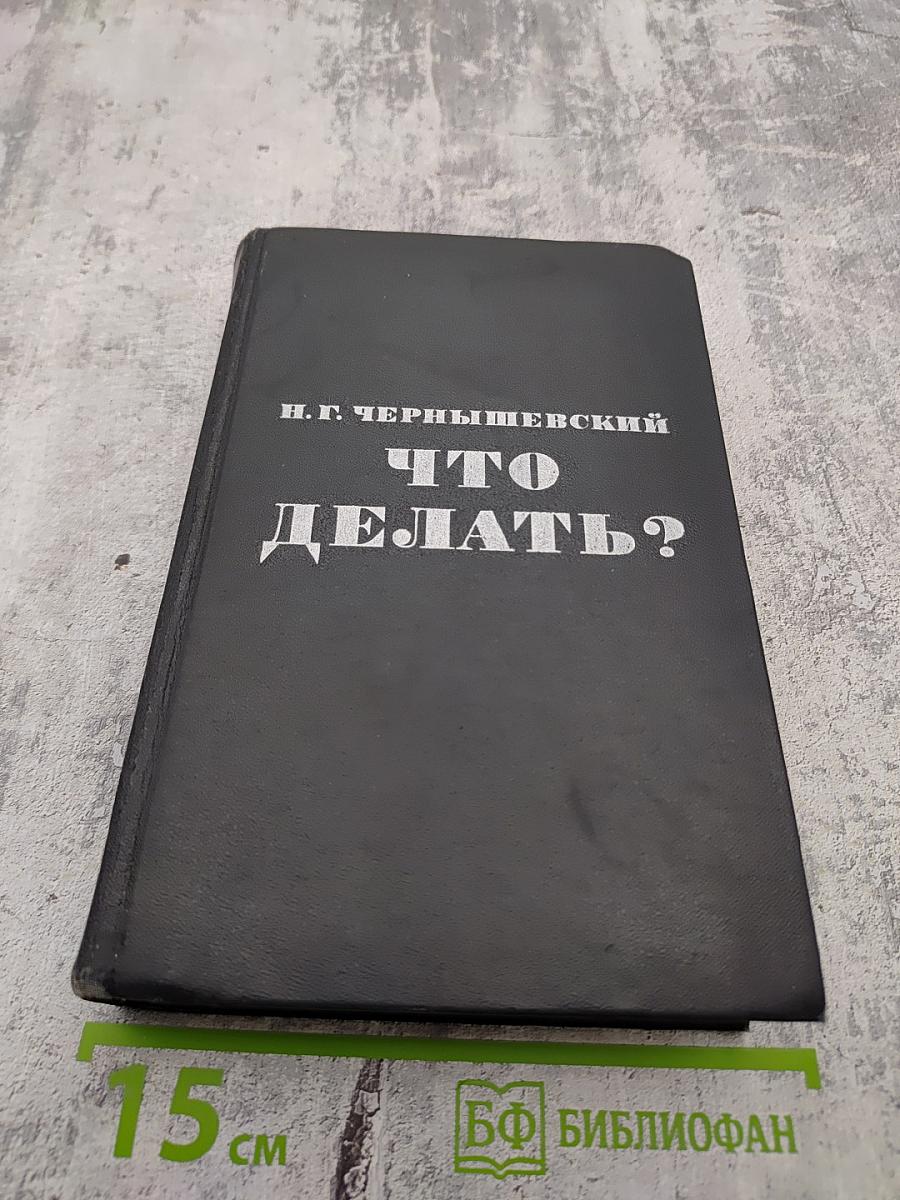 Н. Г. ЧЕРНЫШЕВСКИЙ
ЧТО
ДЕЛАТЬ?
15 см
БФ БИБЛИОФАН